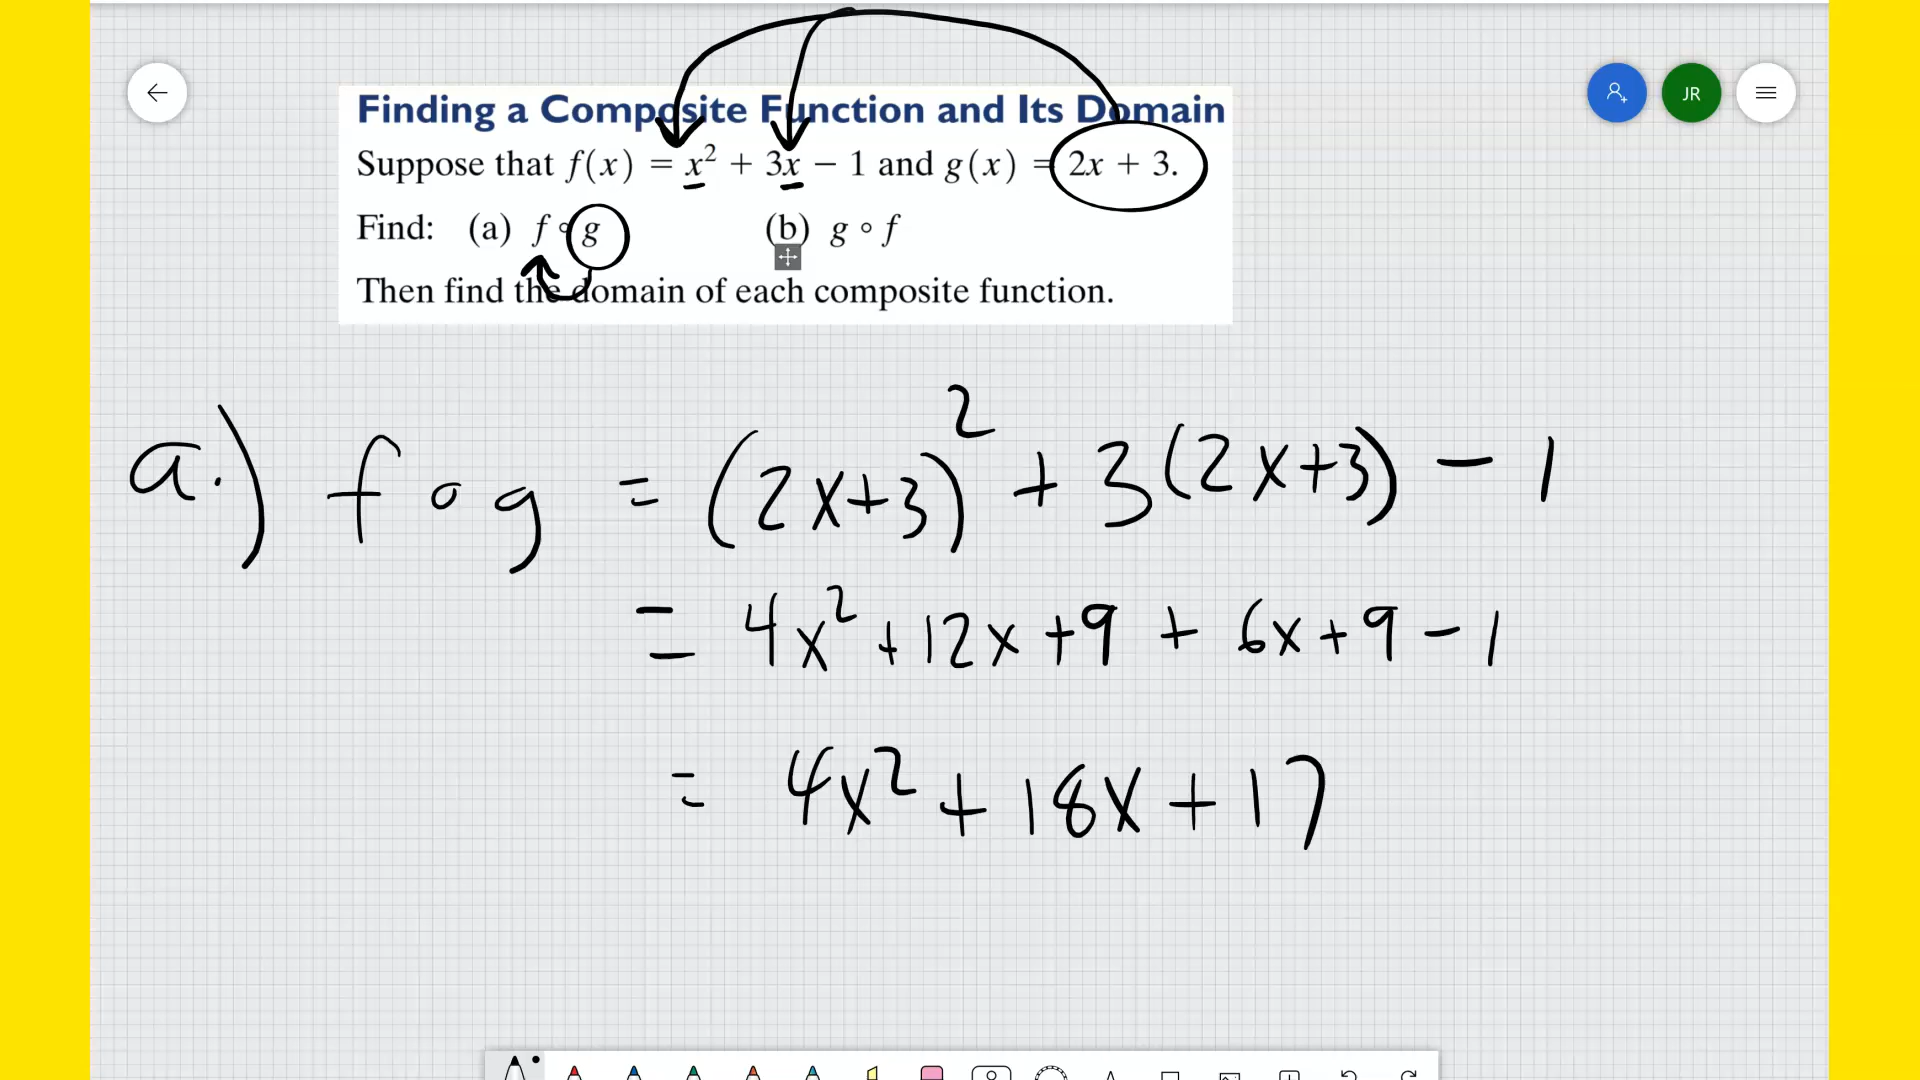 Finding a Composite Function and Its Domain
Suppose that f(x) = x² + 3x − 1 and g(x) = 2x + 3.
Find: (a) f ∘ g (b) g ∘ f
Then find the domain of each composite function.
JR
a.) f ∘ g = (2x+3)² + 3(2x+3) − 1
= 4x² + 12x + 9 + 6x + 9 − 1
= 4x² + 18x + 17